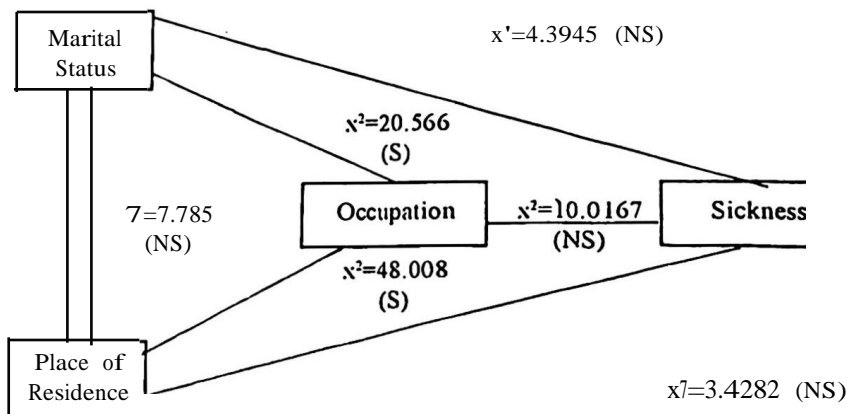 Marital
Status
x'=4.3945 (NS)
x²=20.566
(S)
7=7.785
(NS)
Occupation
x²=10.0167
(NS)
Sickness
x²=48.008
(S)
Place of
Residence
x7=3.4282 (NS)